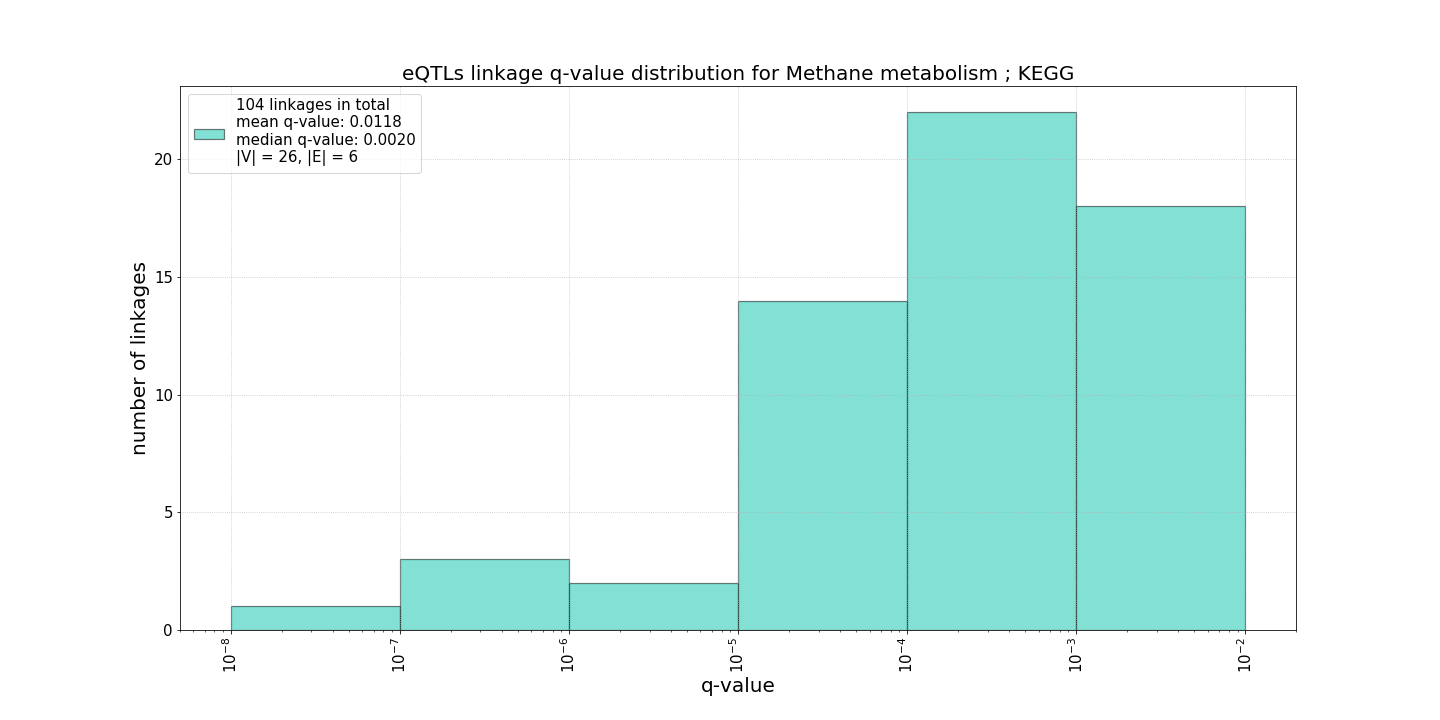 eQTLs linkage q-value distribution for Methane metabolism ; KEGG
104 linkages in total
mean q-value: 0.0118
median q-value: 0.0020
|V| = 26, |E| = 6
number of linkages
20
15
10
5
0
10⁻⁸ 10⁻⁷ 10⁻⁶ 10⁻⁵ 10⁻⁴ 10⁻³ 10⁻²
q-value